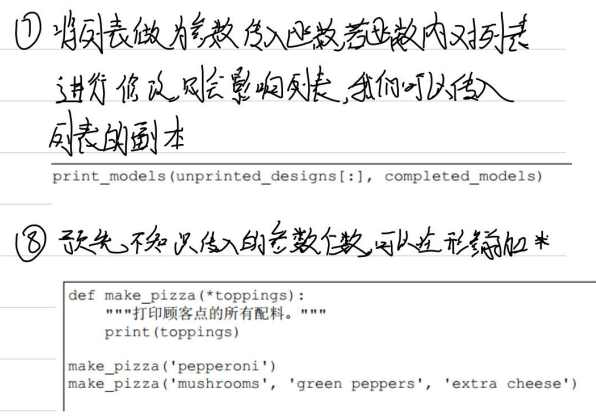 ⑦ 将列表做为参数传入函数,若函数内对列表
进行修改,则会影响列表,我们可以传入
列表的副本
print_models(unprinted_designs[:], completed_models)
⑧ 预先不知道传入的参数个数,可以在形参前加*
def make_pizza(*toppings):
"""打印顾客点的所有配料。"""
print(toppings)
make_pizza('pepperoni')
make_pizza('mushrooms', 'green peppers', 'extra cheese')